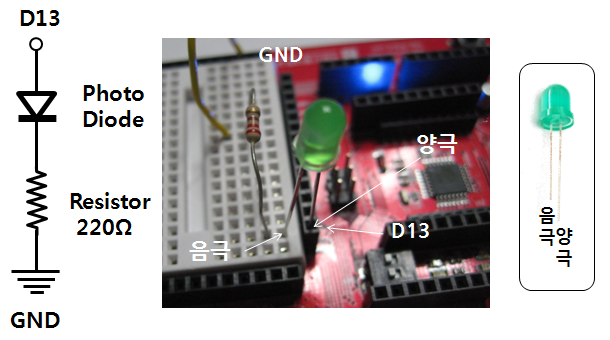 D13
Photo
Diode
Resistor
220Ω
GND
GND
양극
D13
음극
음극
양극